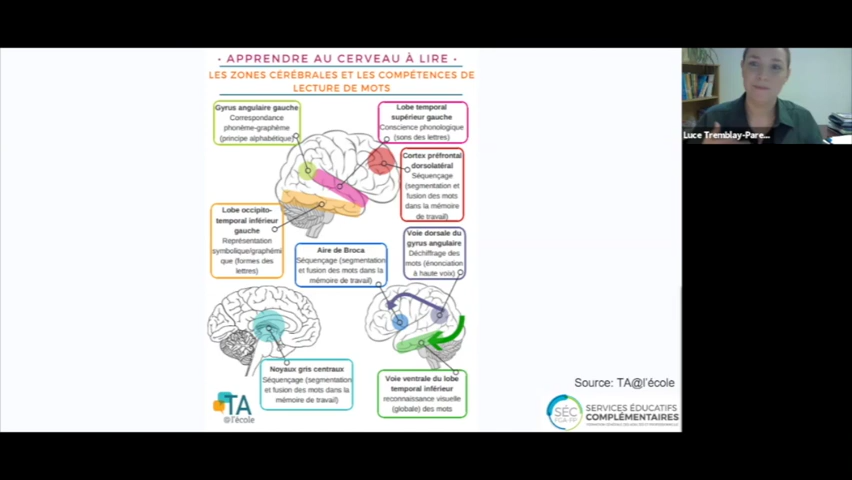 • APPRENDRE AU CERVEAU À LIRE •
LES ZONES CÉRÉBRALES ET LES COMPÉTENCES DE
LECTURE DE MOTS
Gyrus angulaire gauche
Correspondance
phonème-graphème
(principe alphabétique)
Lobe temporal
supérieur gauche
Conscience phonologique
(sons des lettres)
Cortex préfrontal
dorsolatéral
Séquençage
(segmentation et
fusion des mots
dans la mémoire
de travail)
Lobe occipito-
temporal inférieur
gauche
Représentation
symbolique/graphémi
que (formes des
lettres)
Aire de Broca
Séquençage (segmentation
et fusion des mots dans la
mémoire de travail)
Voie dorsale du
gyrus angulaire
Déchiffrage des
mots (énonciation
à haute voix)
Noyaux gris centraux
Séquençage (segmentation
et fusion des mots dans la
mémoire de travail)
Voie ventrale du lobe
temporal inférieur
reconnaissance visuelle
(globale) des mots
TA
@l'école
Source: TA@l'école
SÉC
FGA-FP
SERVICES ÉDUCATIFS
COMPLÉMENTAIRES
Luce Tremblay-Pare...